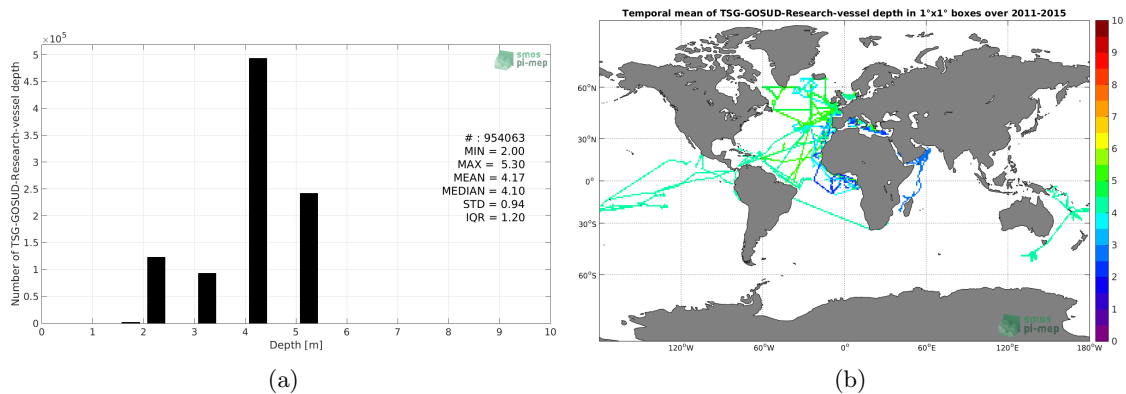 ×10⁵
5
4.5
4
3.5
3
2.5
2
1.5
1
0.5
0
0 1 2 3 4 5 6 7 8 9 10
Depth [m]
Number of TSG-GOSUD-Research-vessel depth
smos
pi-mep
# : 954063
MIN = 2.00
MAX = 5.30
MEAN = 4.17
MEDIAN = 4.10
STD = 0.94
IQR = 1.20
(a)
Temporal mean of TSG-GOSUD-Research-vessel depth in 1°x1° boxes over 2011-2015
60°N
30°N
0°
30°S
60°S
120°W 60°W 0° 60°E 120°E 180°W
smos
pi-mep
10
9
8
7
6
5
4
3
2
1
0
(b)